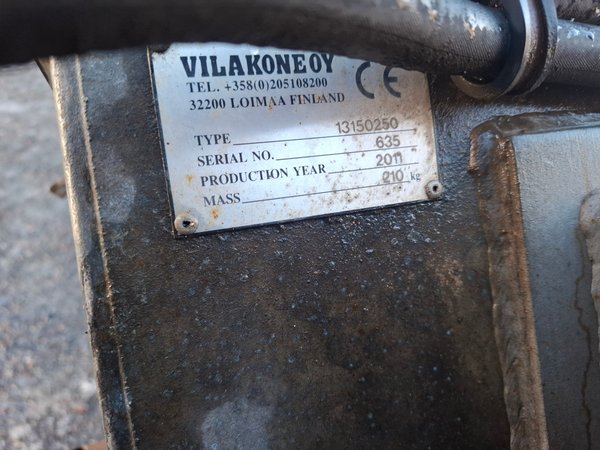 VILAKONE OY
TEL. +358(0)205108200
32200 LOIMAA FINLAND
CE
TYPE 13150250
SERIAL NO. 635
PRODUCTION YEAR 2011
MASS 210 kg